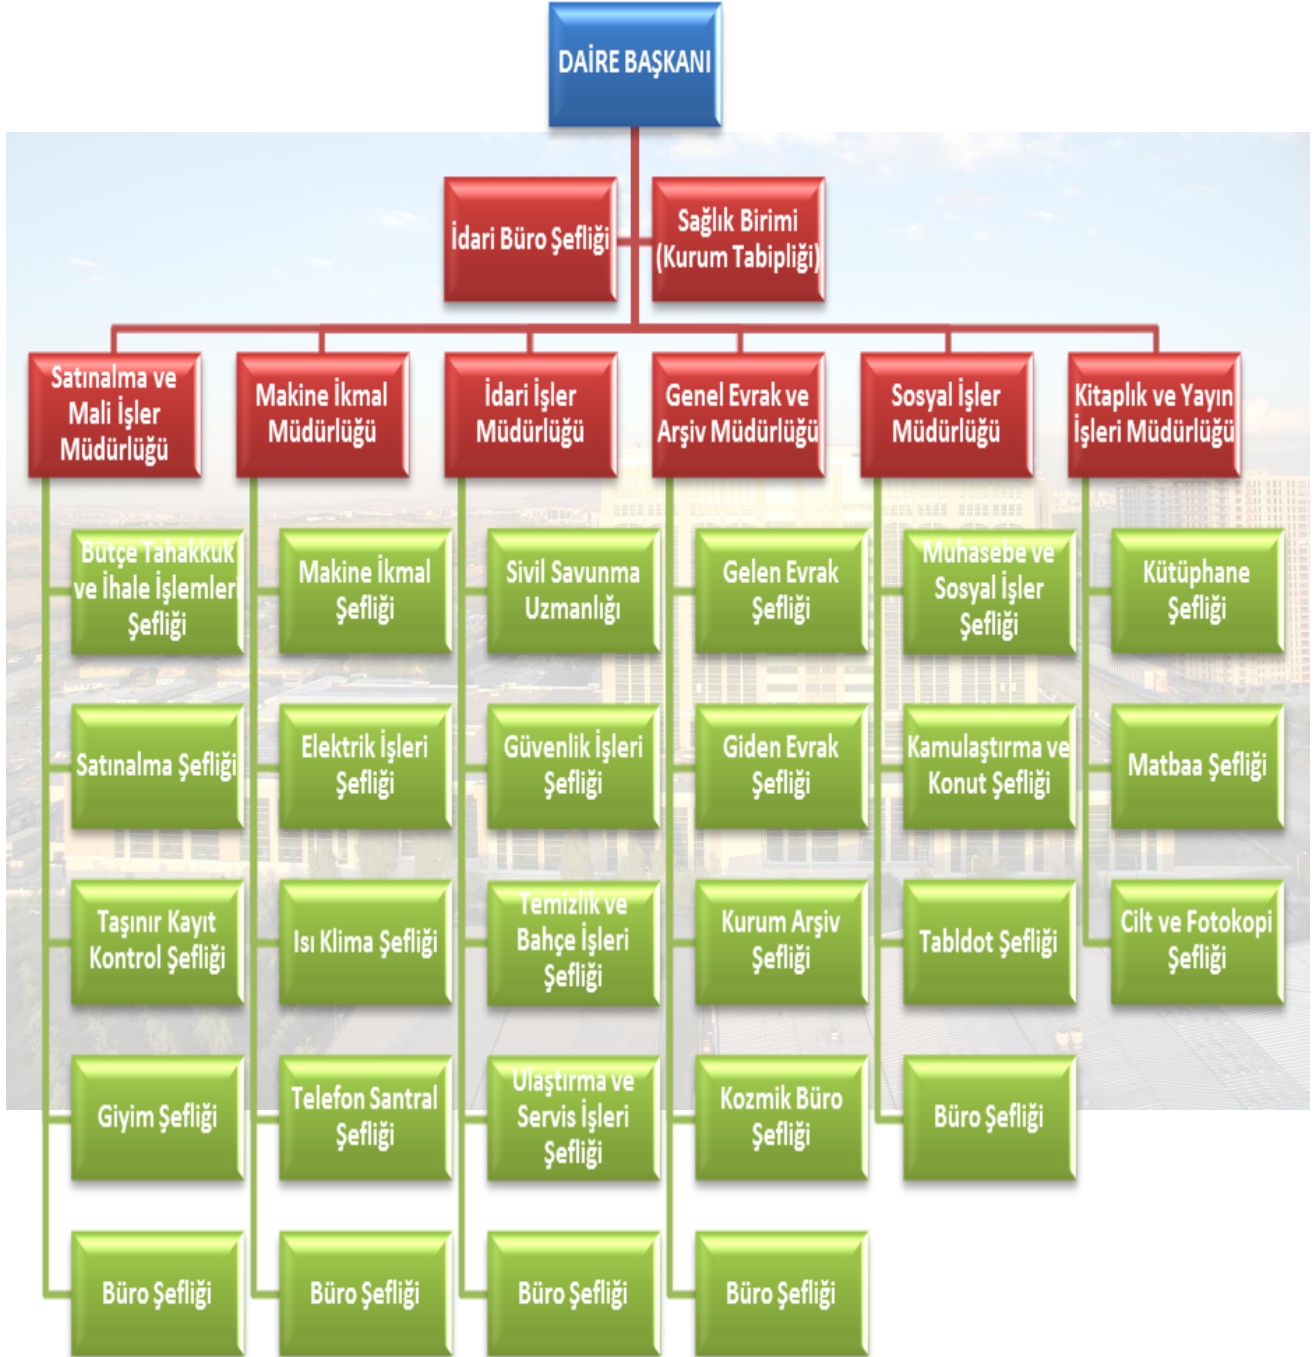 DAİRE BAŞKANI
İdari Büro Şefliği
Sağlık Birimi
(Kurum Tabipliği)
Satınalma ve
Mali İşler
Müdürlüğü
Makine İkmal
Müdürlüğü
İdari İşler
Müdürlüğü
Genel Evrak ve
Arşiv Müdürlüğü
Sosyal İşler
Müdürlüğü
Kitaplık ve Yayın
İşleri Müdürlüğü
Bütçe Tahakkuk
ve İhale İşlemleri
Şefliği
Makine İkmal
Şefliği
Sivil Savunma
Uzmanlığı
Gelen Evrak
Şefliği
Muhasebe ve
Sosyal İşler
Şefliği
Kütüphane
Şefliği
Satınalma Şefliği
Elektrik İşleri
Şefliği
Güvenlik İşleri
Şefliği
Giden Evrak
Şefliği
Kamulaştırma ve
Konut Şefliği
Matbaa Şefliği
Taşınır Kayıt
Kontrol Şefliği
Isı Klima Şefliği
Temizlik ve
Bahçe İşleri
Şefliği
Kurum Arşiv
Şefliği
Tabldot Şefliği
Cilt ve Fotokopi
Şefliği
Giyim Şefliği
Telefon Santral
Şefliği
Ulaştırma ve
Servis İşleri
Şefliği
Kozmik Büro
Şefliği
Büro Şefliği
Büro Şefliği
Büro Şefliği
Büro Şefliği
Büro Şefliği